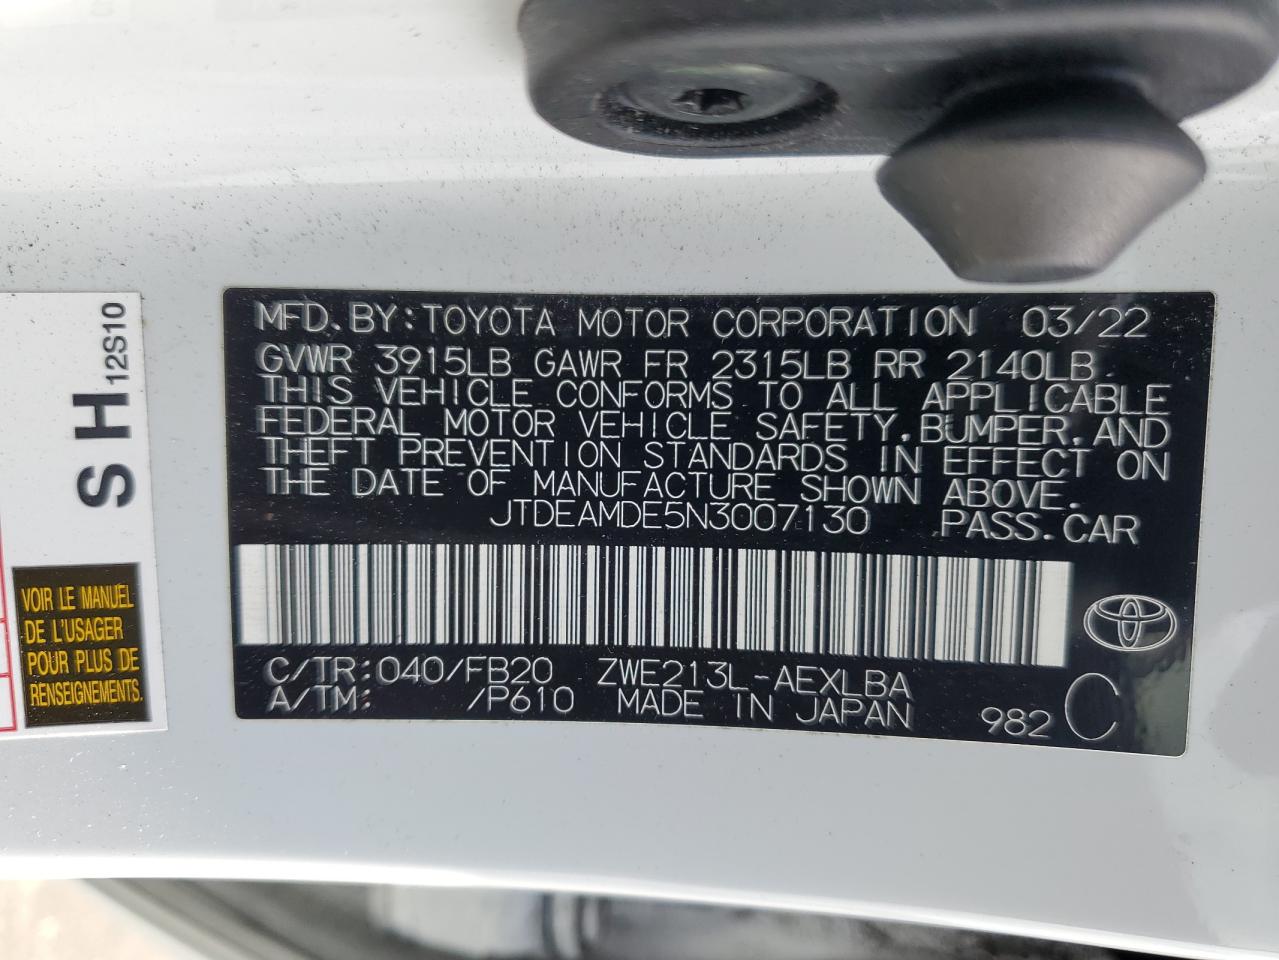 S H 12S10
VOIR LE MANUEL
DE L'USAGER
POUR PLUS DE
RENSEIGNEMENTS.
MFD. BY: TOYOTA MOTOR CORPORATION 03/22
GVWR 3915LB GAWR FR 2315LB RR 2140LB
THIS VEHICLE CONFORMS TO ALL APPLICABLE
FEDERAL MOTOR VEHICLE SAFETY, BUMPER, AND
THEFT PREVENTION STANDARDS IN EFFECT ON
THE DATE OF MANUFACTURE SHOWN ABOVE.
JTDEAMDE5N3007130 PASS. CAR
C/TR: 040/FB20 ZWE213L-AEXLBA
A/TM: /P610 MADE IN JAPAN 982 C